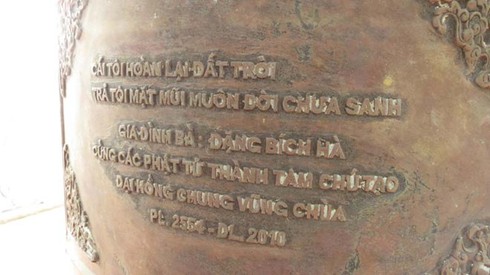 CÁI TÔI HOÀN LẠI ĐẤT TRỜI
TRẢ TÔI MẶT MŨI MUÔN ĐỜI CHƯA SANH
GIA ĐÌNH BÀ: ĐẶNG BÍCH HÀ
CÙNG CÁC PHẬT TỬ THÀNH TÂM CHÚ TẠO
ĐẠI HỒNG CHUNG VŨNG CHÙA
PL. 2554 - DL. 2010